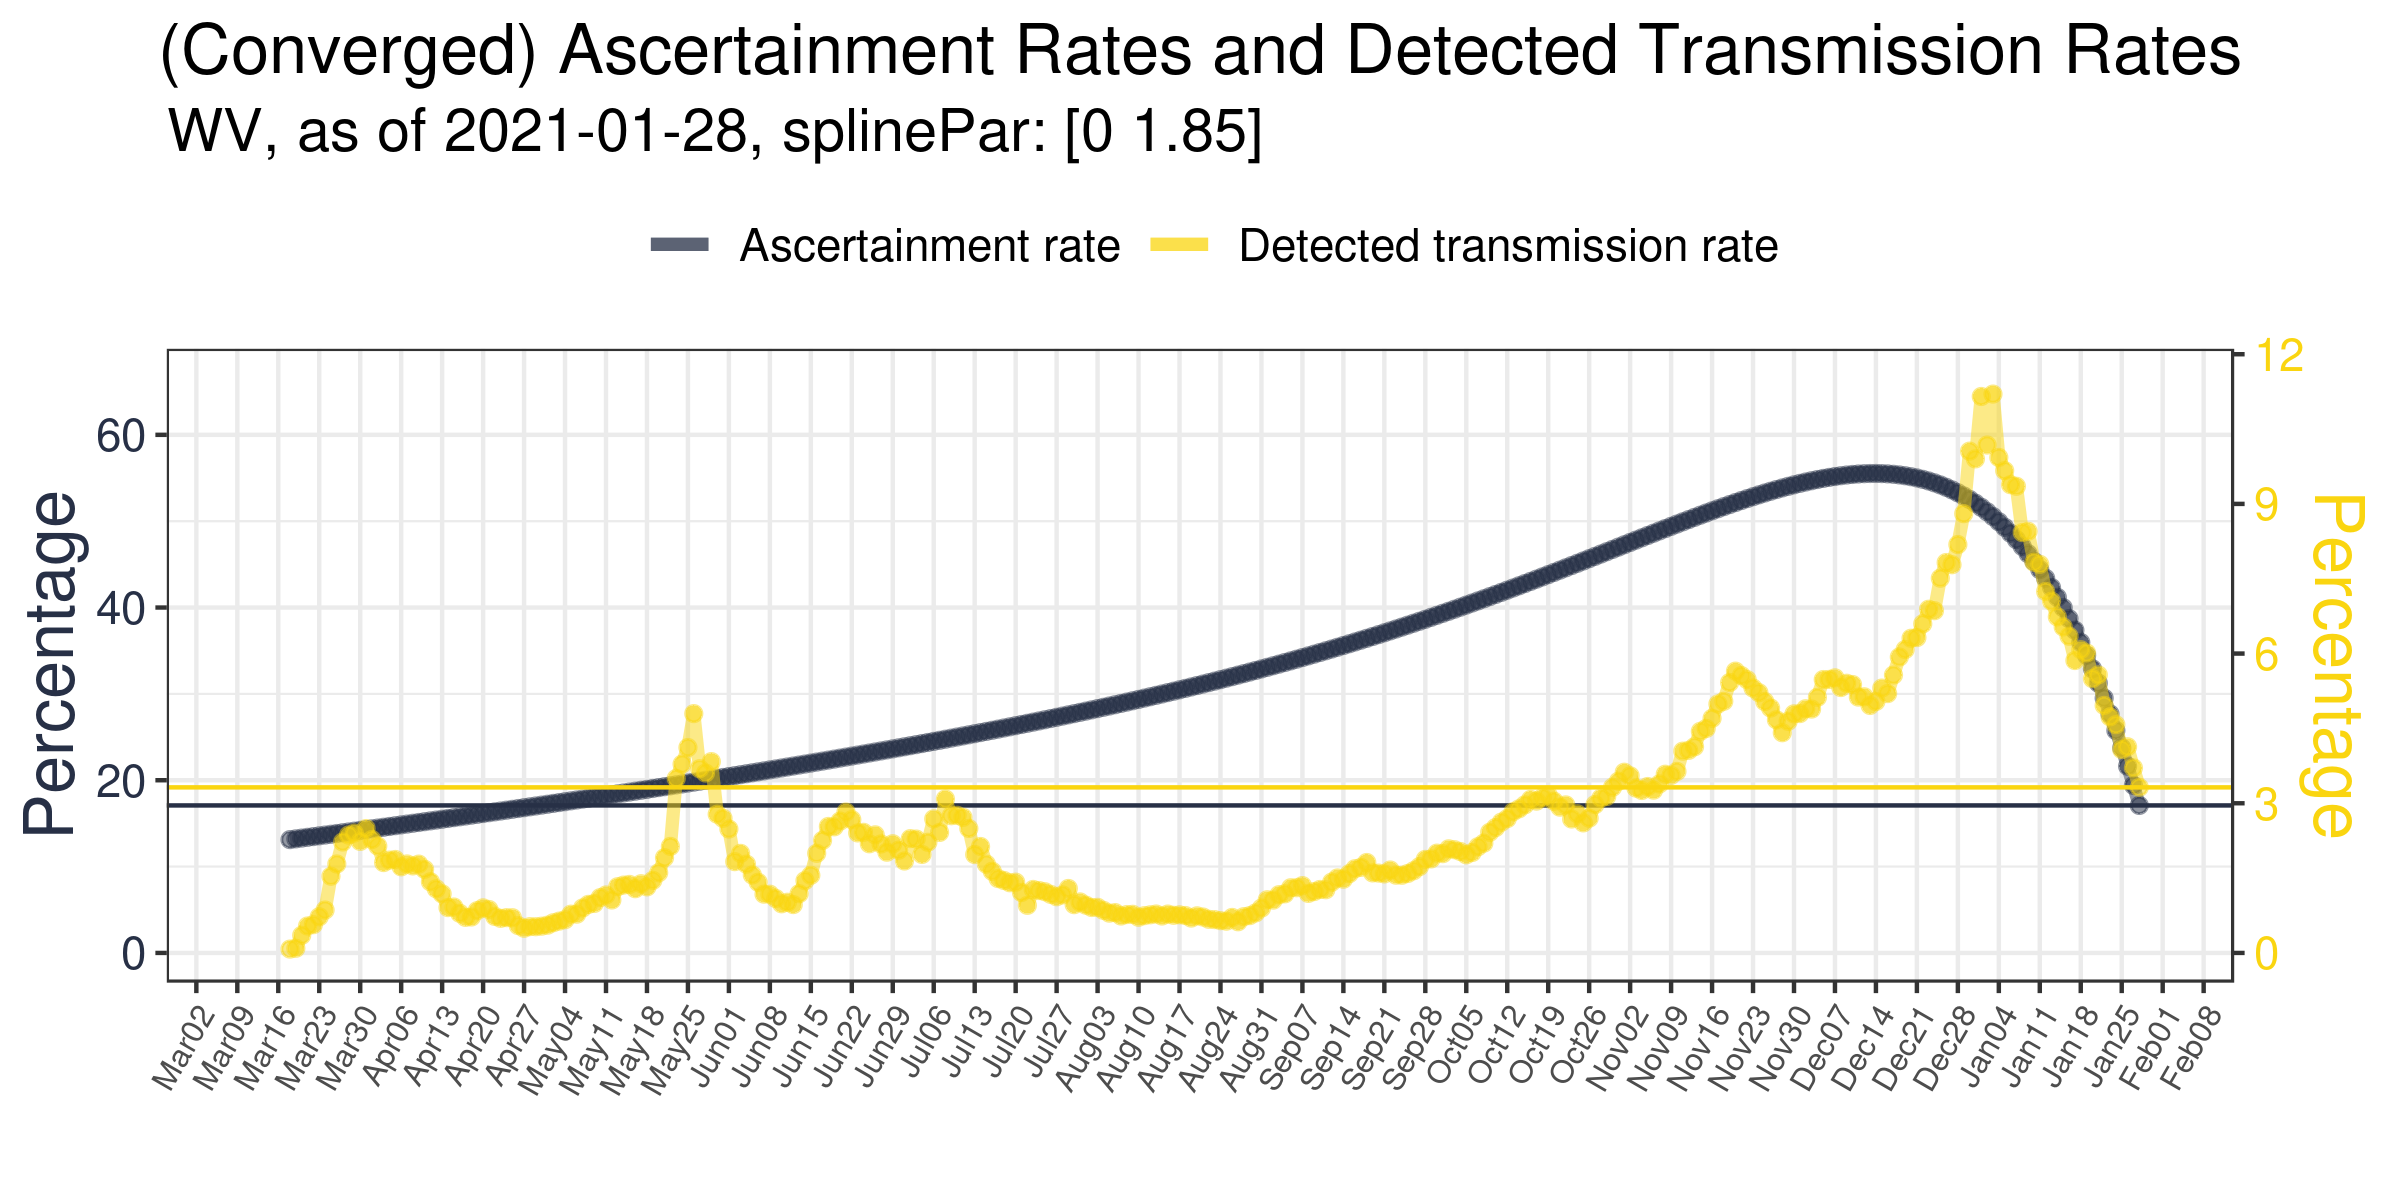 (Converged) Ascertainment Rates and Detected Transmission Rates
WV, as of 2021-01-28, splinePar: [0 1.85]
Ascertainment rate
Detected transmission rate
Percentage
60
40
20
0
12
9
6
3
0
Percentage
Mar02
Mar09
Mar16
Mar23
Mar30
Apr06
Apr13
Apr20
Apr27
May04
May11
May18
May25
Jun01
Jun08
Jun15
Jun22
Jun29
Jul06
Jul13
Jul20
Jul27
Aug03
Aug10
Aug17
Aug24
Aug31
Sep07
Sep14
Sep21
Sep28
Oct05
Oct12
Oct19
Oct26
Nov02
Nov09
Nov16
Nov23
Nov30
Dec07
Dec14
Dec21
Dec28
Jan04
Jan11
Jan18
Jan25
Feb01
Feb08